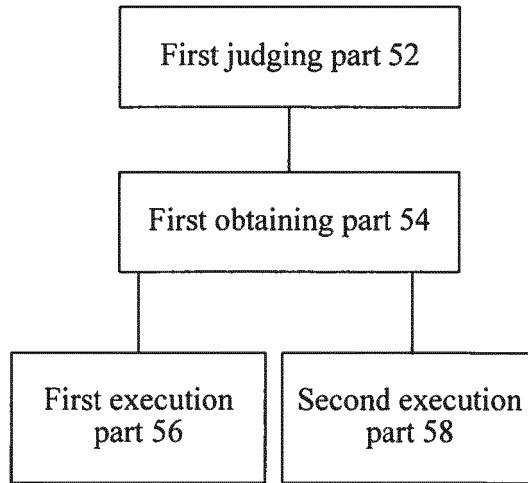 First judging part 52
First obtaining part 54
First execution
part 56
Second execution
part 58